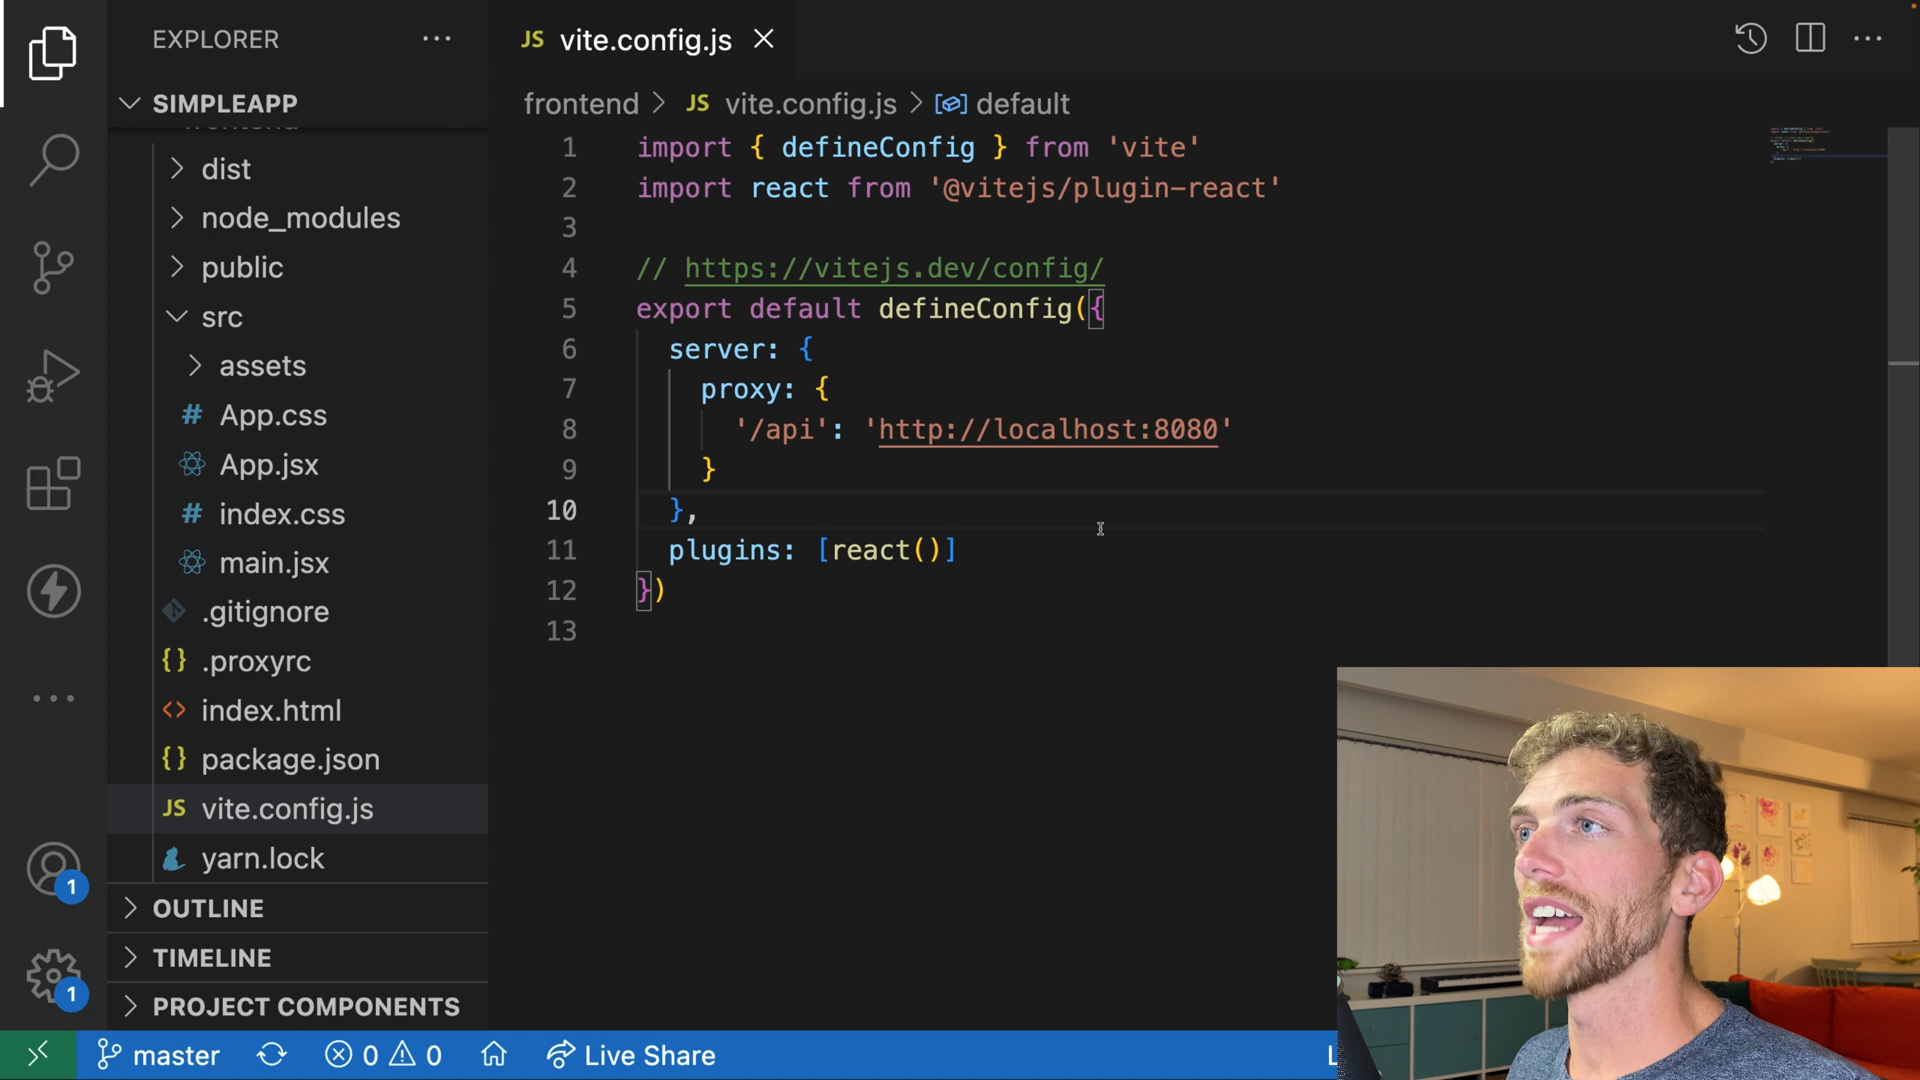 EXPLORER
SIMPLEAPP
dist
node_modules
public
src
assets
# App.css
App.jsx
# index.css
main.jsx
.gitignore
{} .proxyrc
<> index.html
{} package.json
JS vite.config.js
yarn.lock
OUTLINE
TIMELINE
PROJECT COMPONENTS
1
1
JS vite.config.js
frontend > JS vite.config.js > default
1 import { defineConfig } from 'vite'
2 import react from '@vitejs/plugin-react'
3
4 // https://vitejs.dev/config/
5 export default defineConfig({
6 server: {
7 proxy: {
8 '/api': 'http://localhost:8080'
9 }
10 },
11 plugins: [react()]
12 })
13
master 0 0 Live Share